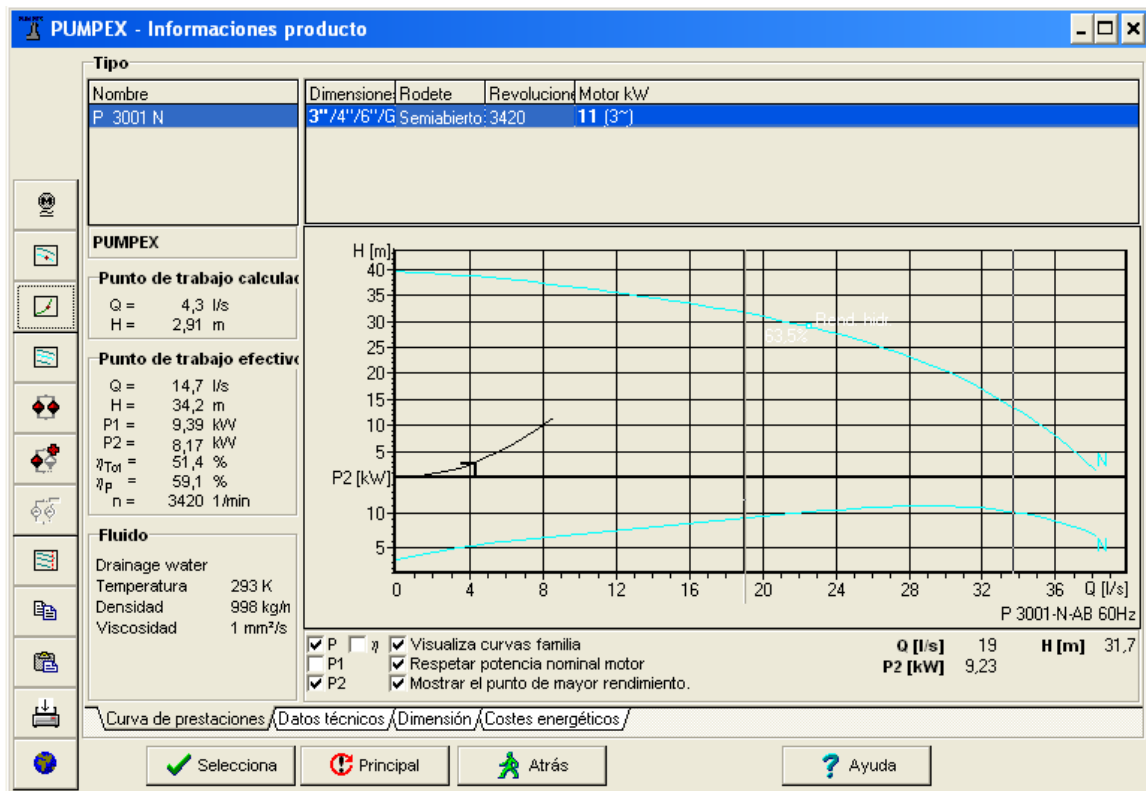 PUMPEX - Informaciones producto
Tipo
Nombre
P 3001 N
Dimensione Rodete Revolucion Motor kW
3"/4"/6"/G Semiabierto 3420 11 (3~)
PUMPEX
Punto de trabajo calculad
Q = 4,3 l/s
H = 2,91 m
Punto de trabajo efectivo
Q = 14,7 l/s
H = 34,2 m
P1 = 9,39 kW
P2 = 8,17 kW
ηTot = 51,4 %
ηP = 59,1 %
n = 3420 1/min
Fluido
Drainage water
Temperatura 293 K
Densidad 998 kg/m
Viscosidad 1 mm²/s
H [m]
40
35
30
25
20
15
10
5
Rend. hidr.
53,5%
N
P2 [kW]
10
5
N
0 4 8 12 16 20 24 28 32 36 Q [l/s]
P 3001-N-AB 60Hz
P η Visualiza curvas familia
P1 Respetar potencia nominal motor
P2 Mostrar el punto de mayor rendimiento.
Q [l/s] 19 H [m] 31,7
P2 [kW] 9,23
Curva de prestaciones Datos técnicos Dimensión Costes energéticos
Selecciona Principal Atrás Ayuda